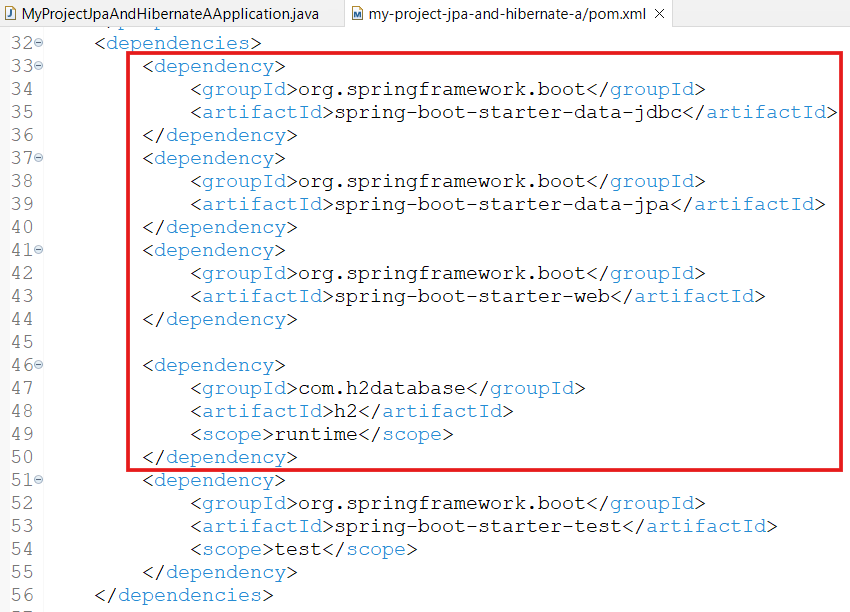 MyProjectJpaAndHibernateAApplication.java my-project-jpa-and-hibernate-a/pom.xml
32 <dependencies>
33 <dependency>
34 <groupId>org.springframework.boot</groupId>
35 <artifactId>spring-boot-starter-data-jdbc</artifactId>
36 </dependency>
37 <dependency>
38 <groupId>org.springframework.boot</groupId>
39 <artifactId>spring-boot-starter-data-jpa</artifactId>
40 </dependency>
41 <dependency>
42 <groupId>org.springframework.boot</groupId>
43 <artifactId>spring-boot-starter-web</artifactId>
44 </dependency>
45
46 <dependency>
47 <groupId>com.h2database</groupId>
48 <artifactId>h2</artifactId>
49 <scope>runtime</scope>
50 </dependency>
51 <dependency>
52 <groupId>org.springframework.boot</groupId>
53 <artifactId>spring-boot-starter-test</artifactId>
54 <scope>test</scope>
55 </dependency>
56 </dependencies>